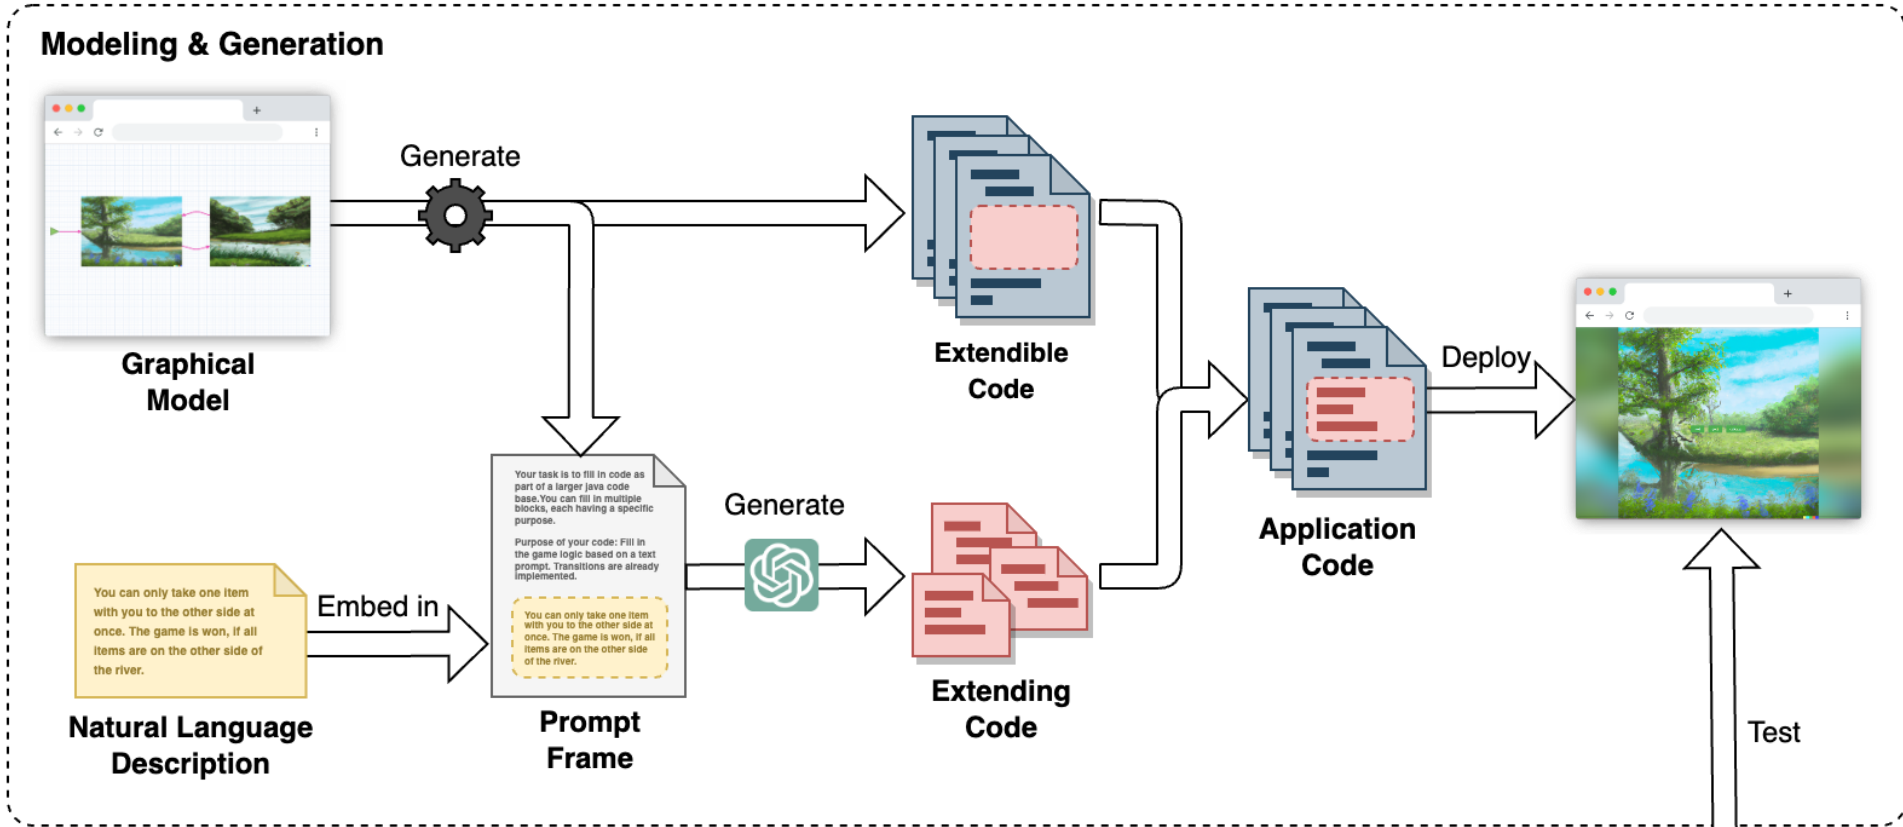 Modeling & Generation
Generate
Graphical
Model
Extendible
Code
Deploy
Your task is to fill in code as
part of a larger java code
base.You can fill in multiple
blocks, each having a specific
purpose.
Purpose of your code: Fill in
the game logic based on a text
prompt. Transitions are already
implemented.
Generate
You can only take one item
with you to the other side at
once. The game is won, if all
items are on the other side of
the river.
Embed in
You can only take one item
with you to the other side at
once. The game is won, if all
items are on the other side
of the river.
Application
Code
Natural Language
Description
Prompt
Frame
Extending
Code
Test